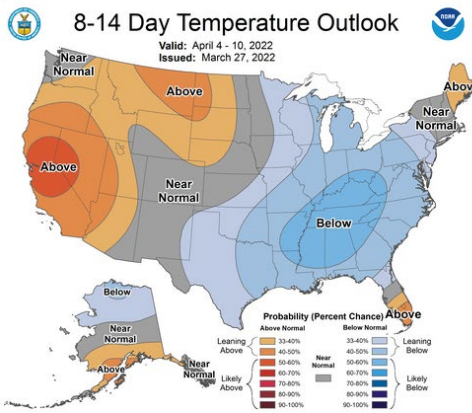 8-14 Day Temperature Outlook
Valid: April 4 - 10, 2022
Issued: March 27, 2022
NOAA
Near
Normal
Above
Abov
Near
Normal
Above
Near
Normal
Below
Above
Below
Near
Normal
Above
Near
Normal
Probability (Percent Chance)
Above Normal
Below Normal
Leaning
Above
33-40%
40-50%
50-60%
60-70%
Likely
Above
70-80%
80-90%
90-100%
Near
Normal
33-40%
40-50%
50-60%
60-70%
70-80%
80-90%
90-100%
Leaning
Below
Likely
Below